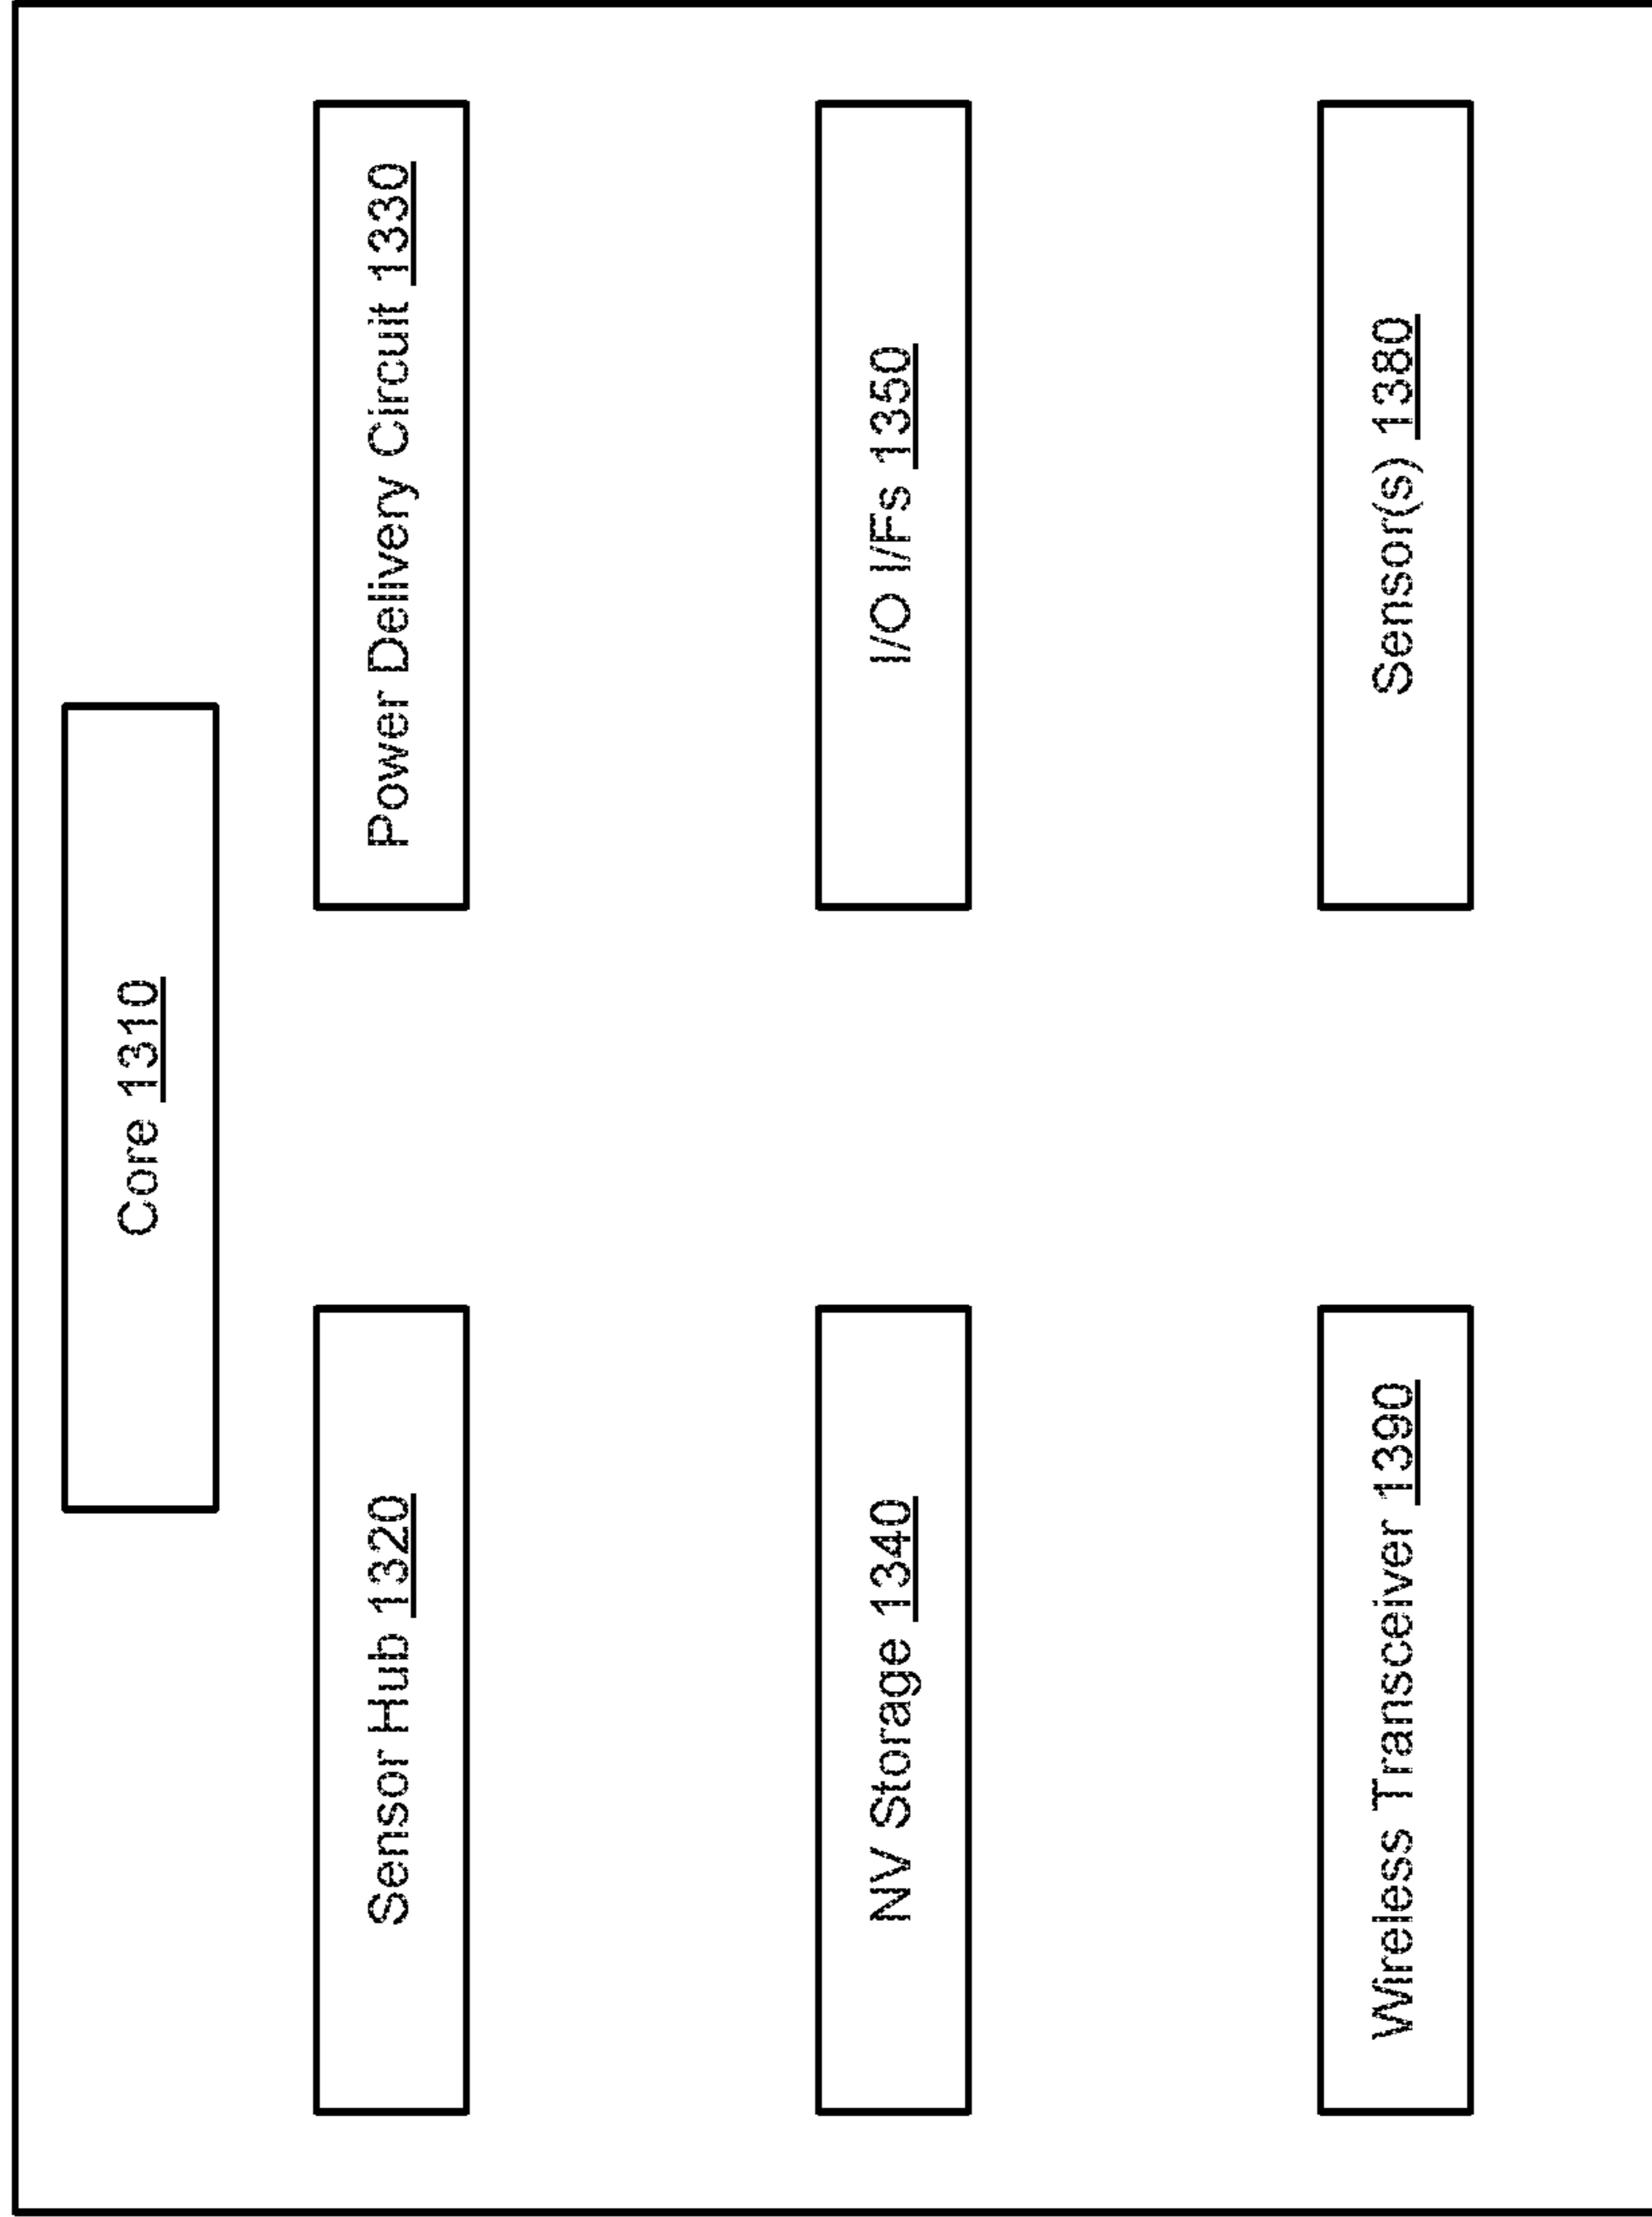 Core 1310
Sensor Hub 1320
Power Delivery Circuit 1330
NV Storage 1340
I/O I/Fs 1350
Wireless Transceiver 1390
Sensor(s) 1380